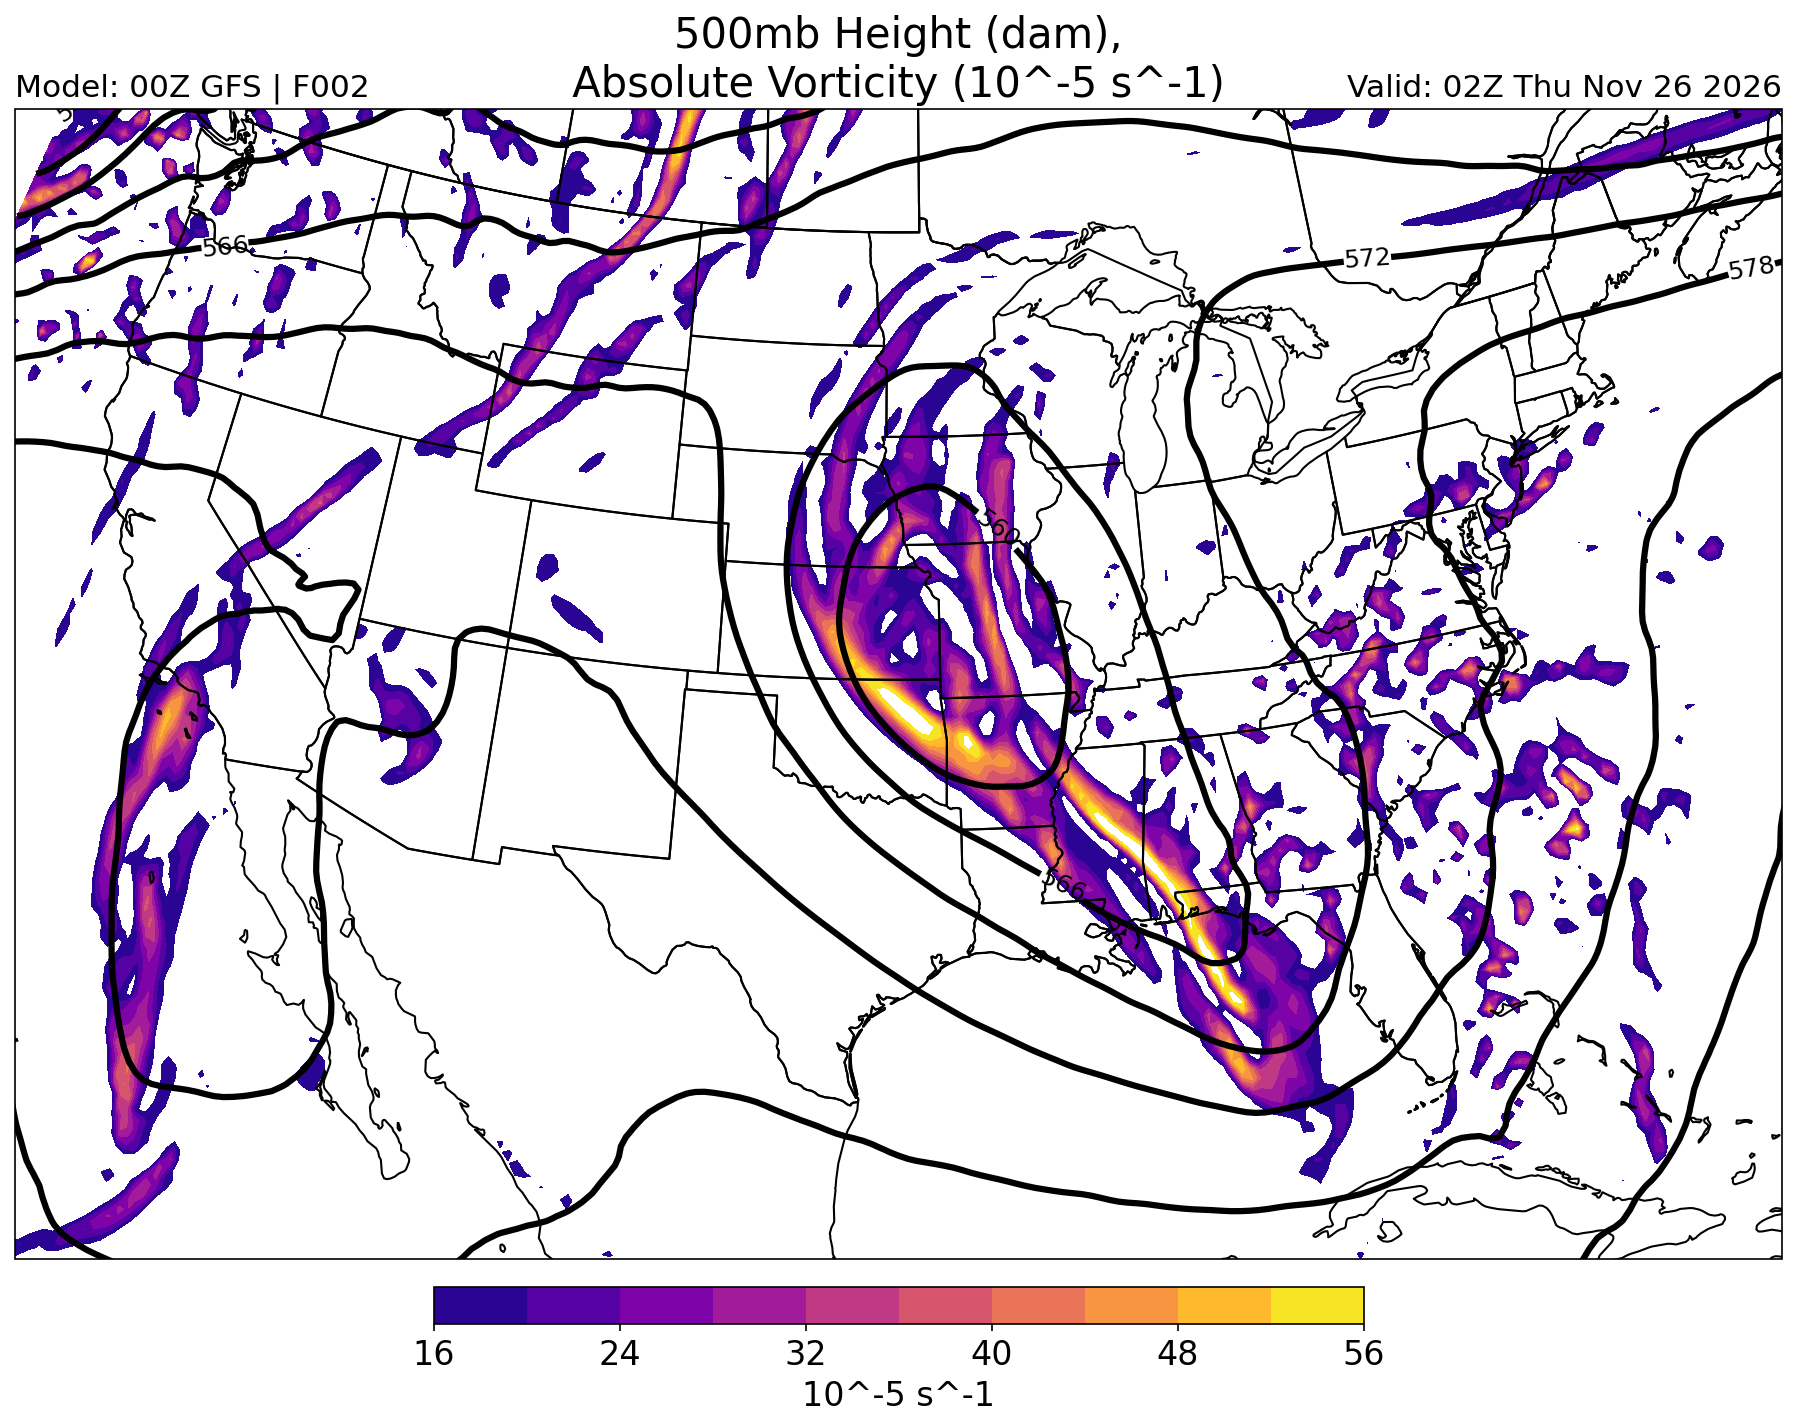 500mb Height (dam),
Absolute Vorticity (10^-5 s^-1)
Model: 00Z GFS | F002
Valid: 02Z Thu Nov 26 2026
566
572
578
560
566
16 24 32 40 48 56
10^-5 s^-1